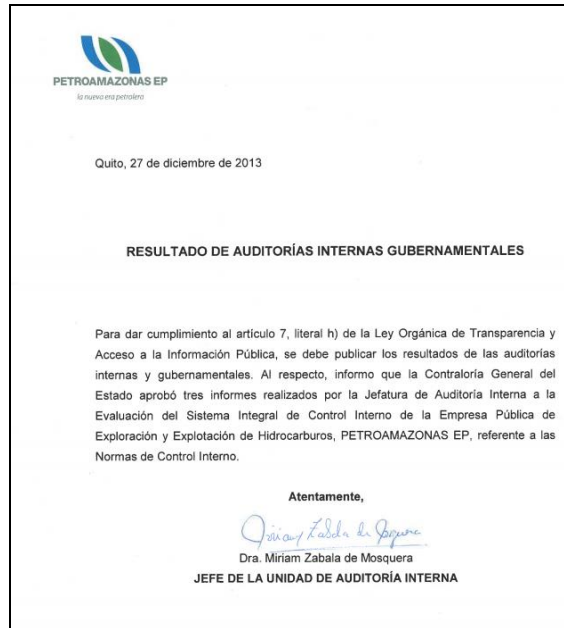 PETROAMAZONAS EP
la nueva era petrolera
Quito, 27 de diciembre de 2013
RESULTADO DE AUDITORÍAS INTERNAS GUBERNAMENTALES
Para dar cumplimiento al artículo 7, literal h) de la Ley Orgánica de Transparencia y
Acceso a la Información Pública, se debe publicar los resultados de las auditorías
internas y gubernamentales. Al respecto, informo que la Contraloría General del
Estado aprobó tres informes realizados por la Jefatura de Auditoría Interna a la
Evaluación del Sistema Integral de Control Interno de la Empresa Pública de
Exploración y Explotación de Hidrocarburos, PETROAMAZONAS EP, referente a las
Normas de Control Interno.
Atentamente,
Miriam Zabala de Mosquera
Dra. Miriam Zabala de Mosquera
JEFE DE LA UNIDAD DE AUDITORÍA INTERNA